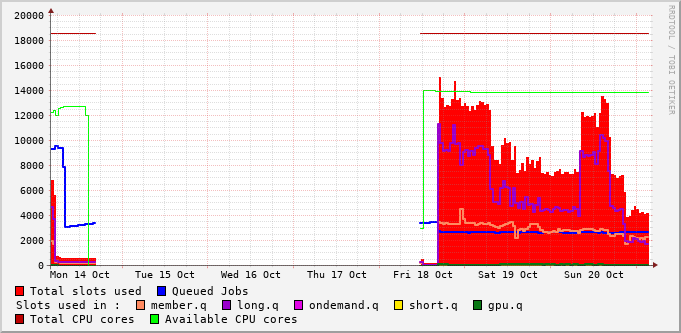 RRDTOOL / TOBI OETIKER
20000
18000
16000
14000
12000
10000
8000
6000
4000
2000
0
Mon 14 Oct Tue 15 Oct Wed 16 Oct Thu 17 Oct Fri 18 Oct Sat 19 Oct Sun 20 Oct
Total slots used Queued Jobs
Slots used in : member.q long.q ondemand.q short.q gpu.q
Total CPU cores Available CPU cores